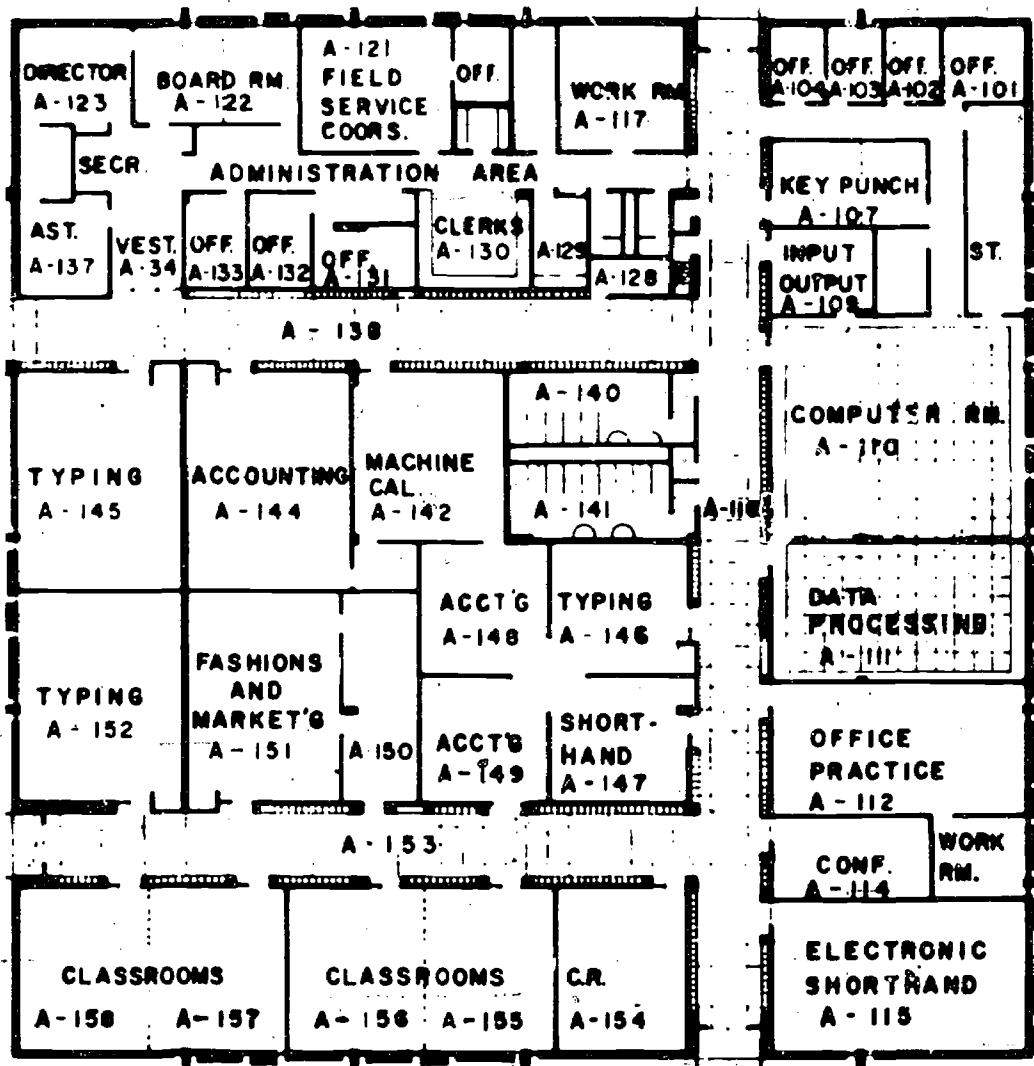 DIRECTOR
A-123
BOARD RM.
A-122
A-121
FIELD
SERVICE
COORS.
OFF.
WORK RM
A-117
OFF.
A-104
OFF.
A-103
OFF.
A-102
OFF.
A-101
SECR.
ADMINISTRATION AREA
KEY PUNCH
A-107
AST.
A-137
VEST.
A-34
OFF.
A-133
OFF.
A-132
OFF.
A-131
CLERKS
A-130
A-129
A-128
INPUT
OUTPUT
ST.
A-138
A-140
COMPUTER RM.
A-110
TYPING
A-145
ACCOUNTING
A-144
MACHINE
CAL.
A-142
A-141
ACCT'G
A-148
TYPING
A-146
DATA
PROCESSING
A-111
TYPING
A-152
FASHIONS
AND
MARKET'G
A-151
A-150
ACCT'G
A-149
SHORT-
HAND
A-147
OFFICE
PRACTICE
A-112
A-153
CONF.
A-114
WORK
RM.
CLASSROOMS
A-158
A-157
CLASSROOMS
A-156
A-155
C.R.
A-154
ELECTRONIC
SHORTHAND
A-115